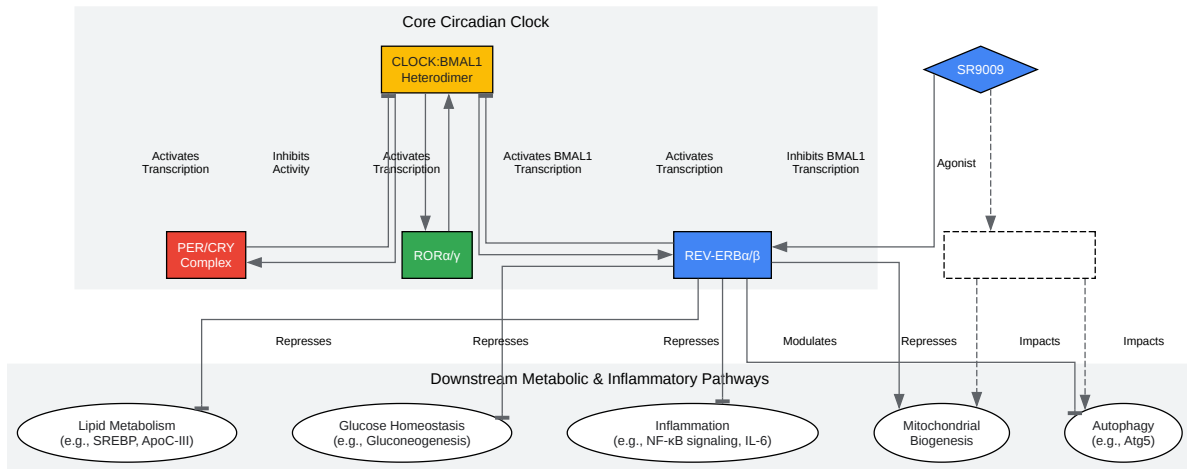 Core Circadian Clock
CLOCK:BMAL1
Heterodimer
SR9009
Activates
Transcription
Inhibits
Activity
Activates
Transcription
Activates BMAL1
Transcription
Activates
Transcription
Inhibits BMAL1
Transcription
Agonist
PER/CRY
Complex
RORα/γ
REV-ERBα/β
Represses
Represses
Represses
Modulates
Represses
Impacts
Impacts
Downstream Metabolic & Inflammatory Pathways
Lipid Metabolism
(e.g., SREBP, ApoC-III)
Glucose Homeostasis
(e.g., Gluconeogenesis)
Inflammation
(e.g., NF-κB signaling, IL-6)
Mitochondrial
Biogenesis
Autophagy
(e.g., Atg5)